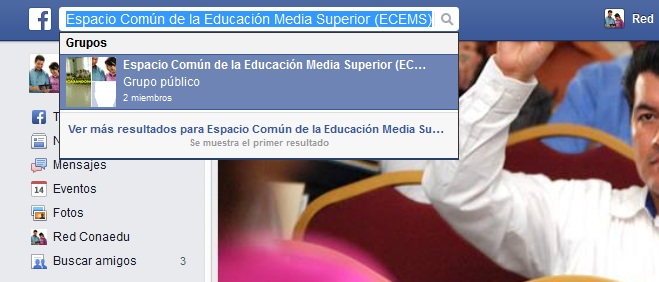 Espacio Común de la Educación Media Superior (ECEMS)
Red
Grupos
Espacio Común de la Educación Media Superior (EC...
Grupo público
2 miembros
Ver más resultados para Espacio Común de la Educación Media Su...
Se muestra el primer resultado
Mensajes
Eventos
14
Fotos
Red Conaedu
Buscar amigos 3